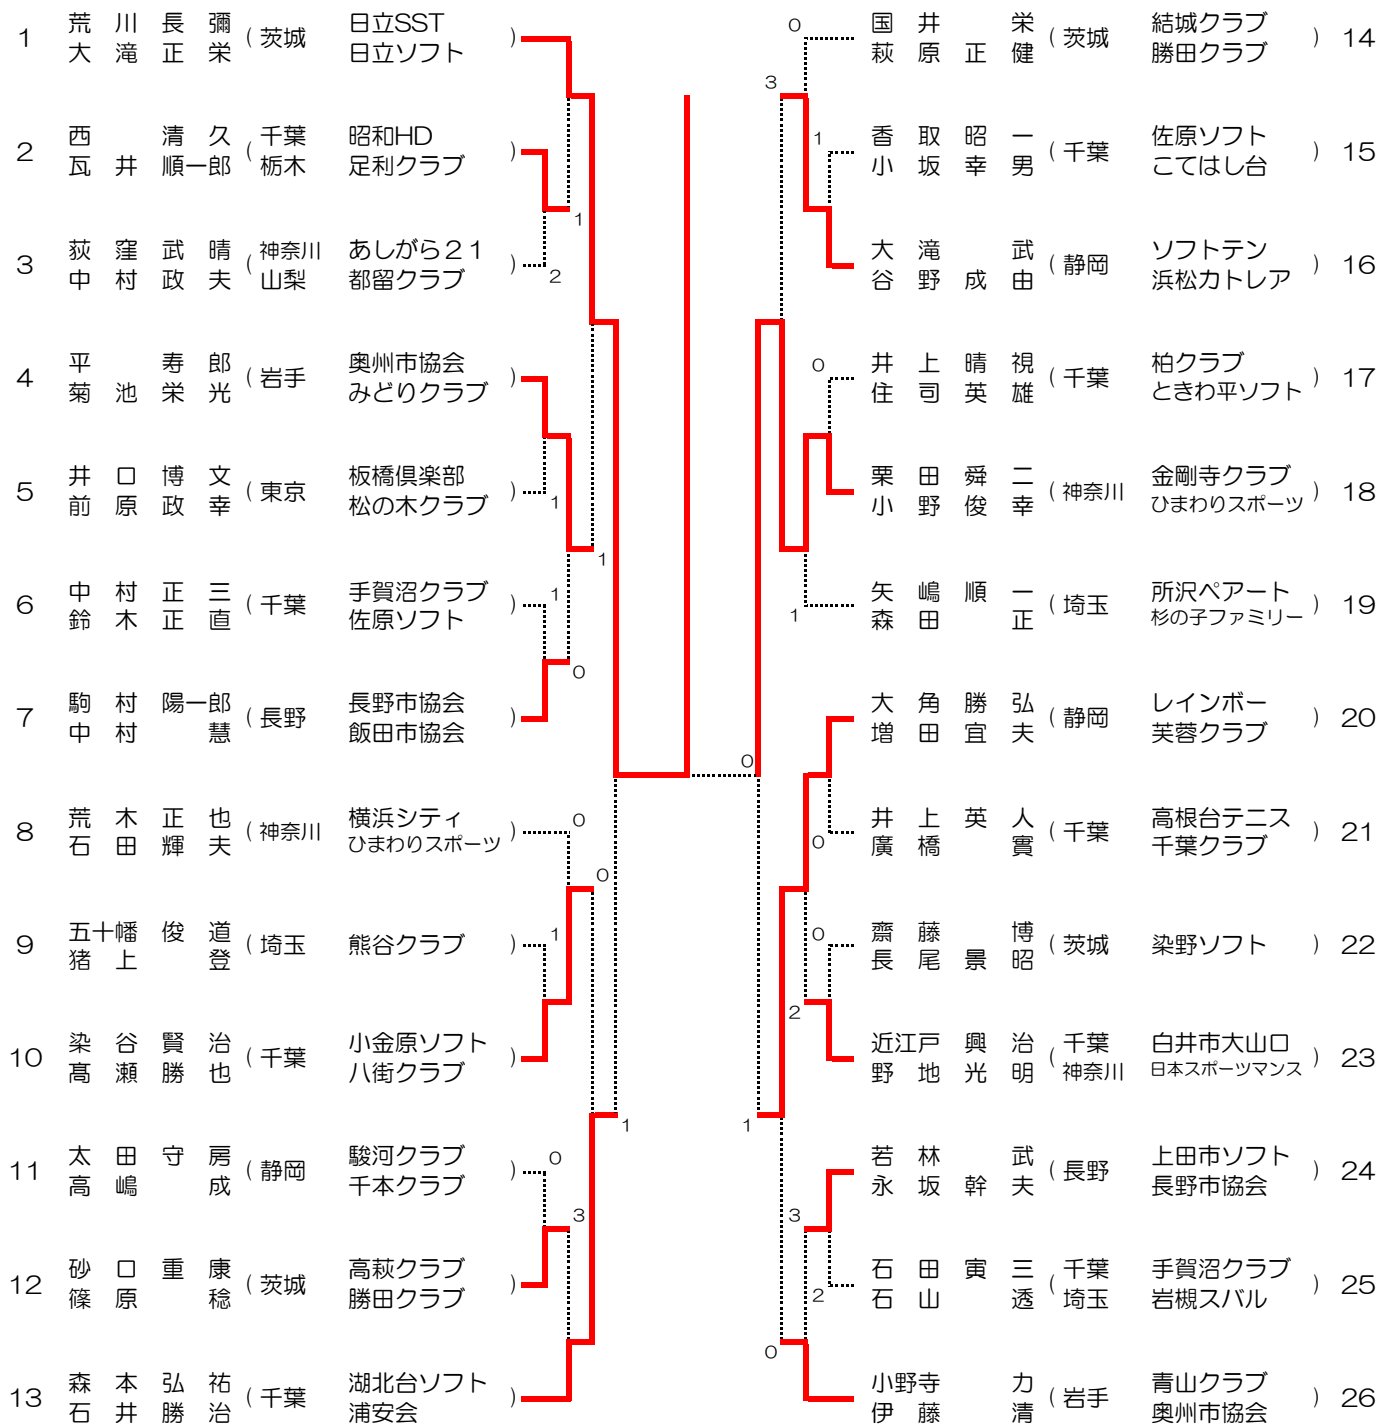 1 荒川長彌 (茨城 日立SST )
大滝正栄 日立ソフト
2 西清久 (千葉 昭和HD )
瓦井順一郎 栃木 足利クラブ
1
3 荻窪武晴 (神奈川 あしがら21 )
中村政夫 山梨 都留クラブ
2
4 平寿郎 (岩手 奥州市協会 )
菊池栄光 みどりクラブ
5 井口博文 (東京 板橋倶楽部 )
前原政幸 松の木クラブ
1
1
6 中村正三 (千葉 手賀沼クラブ )
鈴木正直 佐原ソフト
1
0
7 駒村陽一郎 (長野 長野市協会 )
中村慧 飯田市協会
8 荒木正也 (神奈川 横浜シティ )
石田輝夫 ひまわりスポーツ
0
0
9 五十幡俊道 (埼玉 熊谷クラブ )
猪上登
1
10 染谷賢治 (千葉 小金原ソフト )
髙瀬勝也 八街クラブ
1
11 太田守房 (静岡 駿河クラブ )
高嶋成 千本クラブ
0
3
12 砂口重康 (茨城 高萩クラブ )
篠原稔 勝田クラブ
13 森本弘祐 (千葉 湖北台ソフト )
石井勝治 浦安会
0
国井栄 (茨城 結城クラブ ) 14
萩原正健 勝田クラブ
3
1
香取昭一 (千葉 佐原ソフト ) 15
小坂幸男 こてはし台
大滝武 (静岡 ソフトテン ) 16
谷野成由 浜松カトレア
0
井上晴視 (千葉 柏クラブ ) 17
住司英雄 ときわ平ソフト
栗田舜二 (神奈川 金剛寺クラブ ) 18
小野俊幸 ひまわりスポーツ
矢嶋順一 (埼玉 所沢ペアート ) 19
森田正 杉の子ファミリー
1
大角勝弘 (静岡 レインボー ) 20
増田宜夫 芙蓉クラブ
0
井上英人 (千葉 高根台テニス ) 21
廣橋實 千葉クラブ
0
0
齋藤博 (茨城 染野ソフト ) 22
長尾景昭
2
近江戸興治 (千葉 白井市大山口 ) 23
野地光明 神奈川 日本スポーツマンス
1
若林武 (長野 上田市ソフト ) 24
永坂幹夫 長野市協会
3
石田寅三 (千葉 手賀沼クラブ ) 25
石山透 埼玉 岩槻スバル
2
0
小野寺力 (岩手 青山クラブ ) 26
伊藤清 奥州市協会